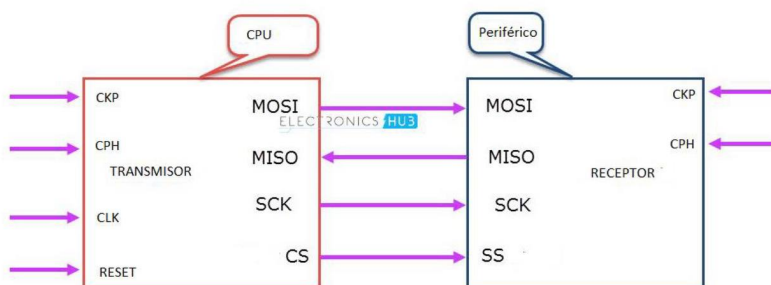 CPU
Periférico
CKP
MOSI
MOSI
CKP
ELECTRONICS HUB
CPH
MISO
MISO
CPH
TRANSMISOR
RECEPTOR
SCK
SCK
CLK
CS
SS
RESET